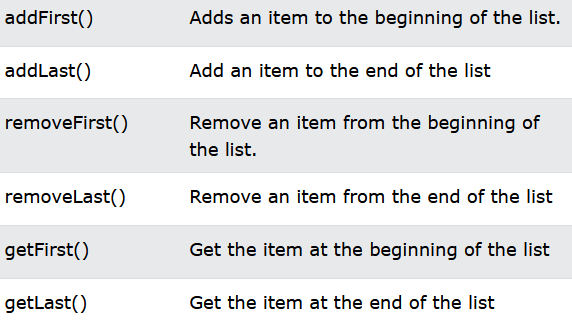 addFirst() Adds an item to the beginning of the list.
addLast() Add an item to the end of the list
removeFirst() Remove an item from the beginning of
the list.
removeLast() Remove an item from the end of the list
getFirst() Get the item at the beginning of the list
getLast() Get the item at the end of the list